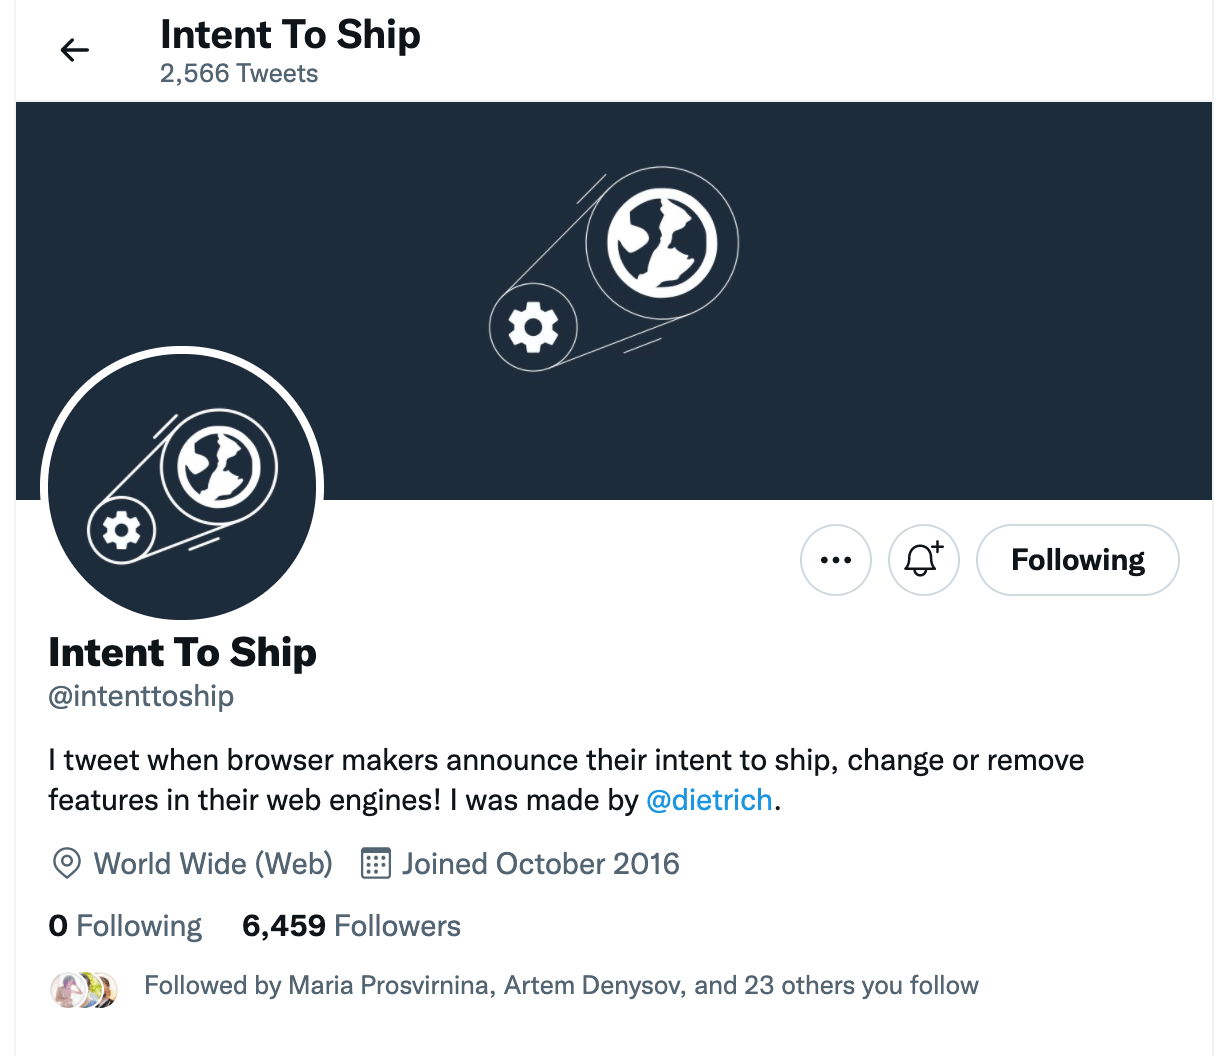 Intent To Ship
2,566 Tweets
Following
Intent To Ship
@intenttoship
I tweet when browser makers announce their intent to ship, change or remove
features in their web engines! I was made by @dietrich.
World Wide (Web) Joined October 2016
0 Following 6,459 Followers
Followed by Maria Prosvirnina, Artem Denysov, and 23 others you follow